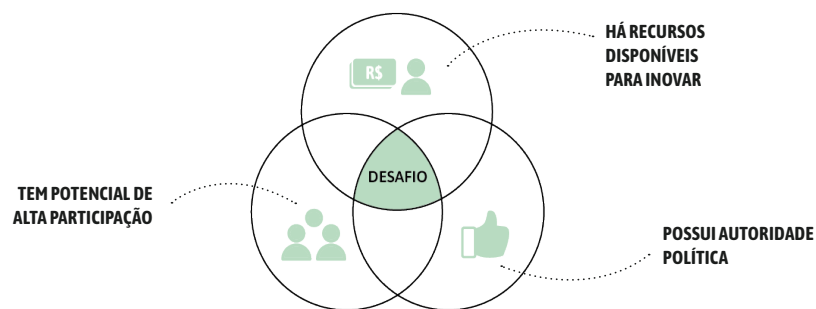 HÁ RECURSOS
DISPONÍVEIS
PARA INOVAR
R$
DESAFIO
TEM POTENCIAL DE
ALTA PARTICIPAÇÃO
POSSUI AUTORIDADE
POLÍTICA